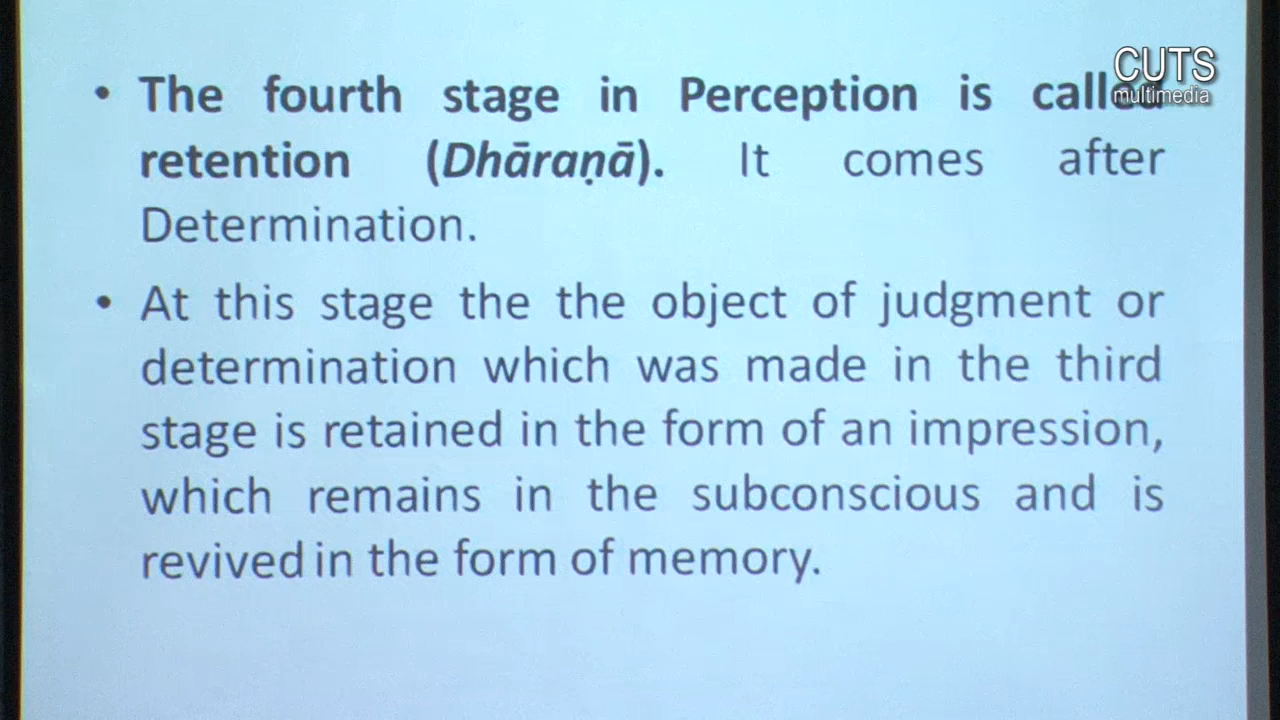 CUTS
multimedia
• The fourth stage in Perception is called
retention (Dhāraṇā). It comes after
Determination.
• At this stage the the object of judgment or
determination which was made in the third
stage is retained in the form of an impression,
which remains in the subconscious and is
revived in the form of memory.